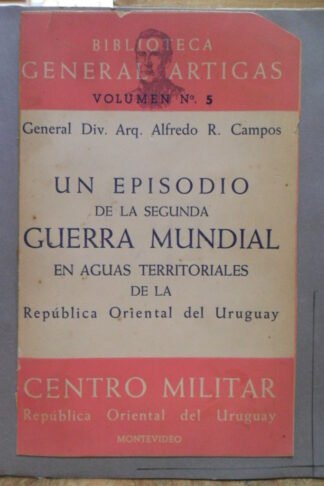 BIBLIOTECA
GENERAL ARTIGAS
VOLUMEN Nº. 5
General Div. Arq. Alfredo R. Campos
UN EPISODIO
DE LA SEGUNDA
GUERRA MUNDIAL
EN AGUAS TERRITORIALES
DE LA
República Oriental del Uruguay
CENTRO MILITAR
República Oriental del Uruguay
MONTEVIDEO